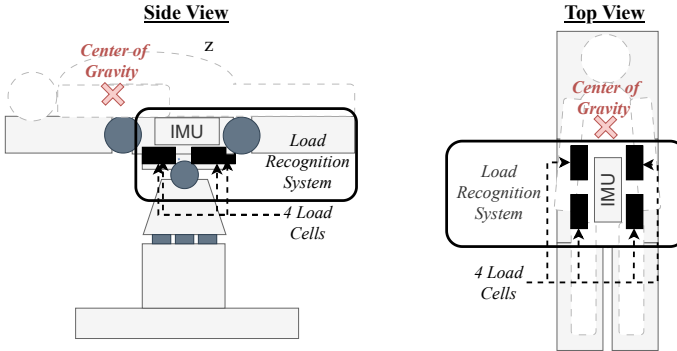 Side View
z
Center of
Gravity
IMU
Load
Recognition
System
4 Load
Cells
Top View
Center of
Gravity
Load
Recognition
System
IMU
4 Load
Cells